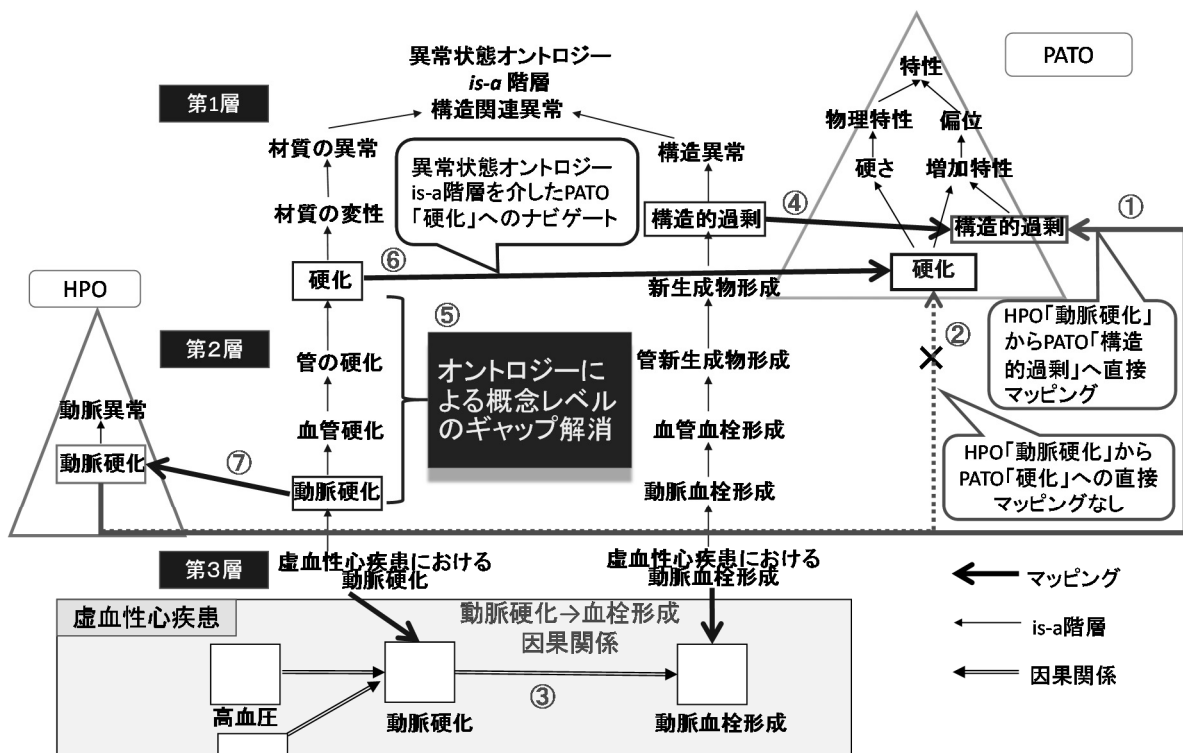 異常状態オントロジー
is-a 階層
構造関連異常
第1層
材質の異常
材質の変性
硬化
異常状態オントロジー
is-a階層を介したPATO
「硬化」へのナビゲート
構造異常
構造的過剰
④
⑥
PATO
特性
物理特性
偏位
硬さ
増加特性
構造的過剰
硬化
①
HPO「動脈硬化」
からPATO「構造
的過剰」へ直接
マッピング
②
HPO「動脈硬化」から
PATO「硬化」への直接
マッピングなし
HPO
動脈異常
動脈硬化
⑦
第2層
管の硬化
血管硬化
動脈硬化
⑤
オントロジーに
よる概念レベル
のギャップ解消
新生成物形成
管新生成物形成
血管血栓形成
動脈血栓形成
第3層
虚血性心疾患における
動脈硬化
虚血性心疾患における
動脈血栓形成
虚血性心疾患
動脈硬化→血栓形成
因果関係
高血圧
動脈硬化
③
動脈血栓形成
マッピング
is-a階層
因果関係